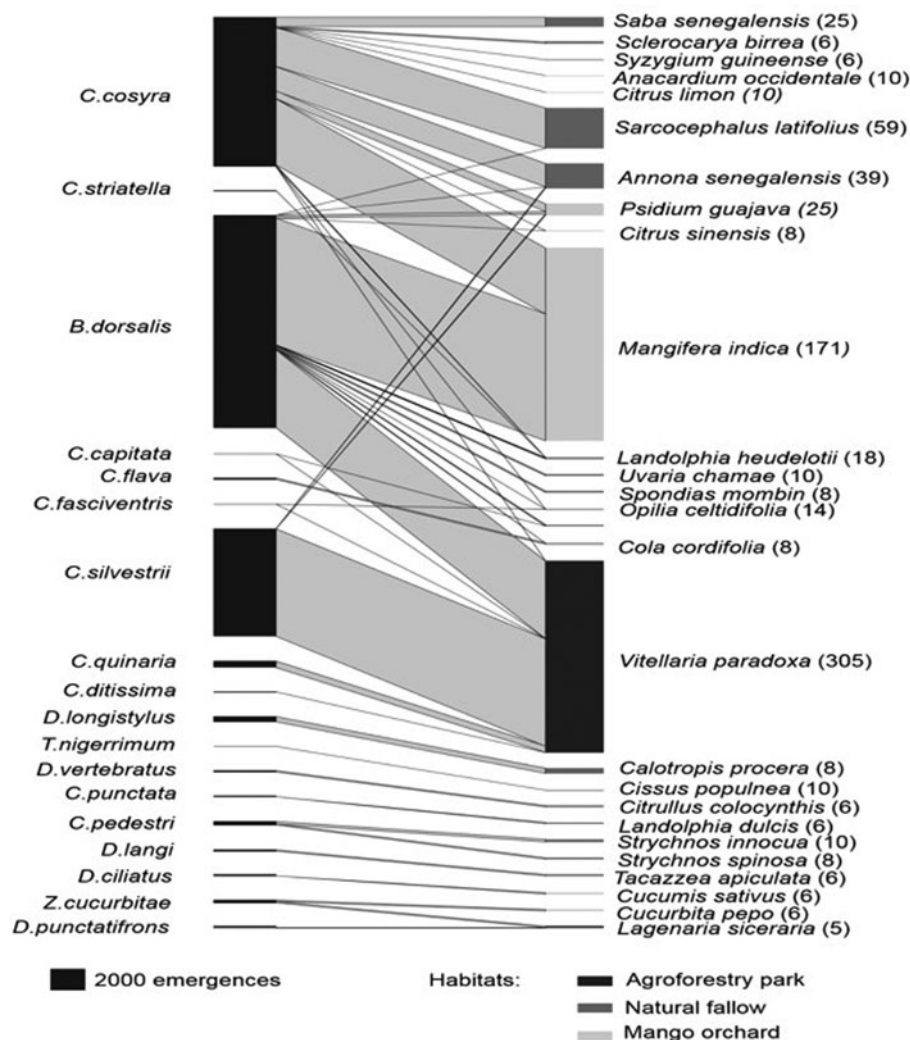 C.cosyra
C.striatella
B.dorsalis
C.capitata
C.flava
C.fasciventris
C.silvestrii
C.quinaria
C.ditissima
D.longistylus
T.nigerrimum
D.vertebratus
C.punctata
C.pedestri
D.langi
D.ciliatus
Z.cucurbitae
D.punctatifrons
Saba senegalensis (25)
Sclerocarya birrea (6)
Syzygium guineense (6)
Anacardium occidentale (10)
Citrus limon (10)
Sarcocephalus latifolius (59)
Annona senegalensis (39)
Psidium guajava (25)
Citrus sinensis (8)
Mangifera indica (171)
Landolphia heudelotii (18)
Uvaria chamae (10)
Spondias mombin (8)
Opilia celtidifolia (14)
Cola cordifolia (8)
Vitellaria paradoxa (305)
Calotropis procera (8)
Cissus populnea (10)
Citrullus colocynthis (6)
Landolphia dulcis (6)
Strychnos innocua (10)
Strychnos spinosa (8)
Tacazzea apiculata (6)
Cucumis sativus (6)
Cucurbita pepo (6)
Lagenaria siceraria (5)
2000 emergences
Habitats:
Agroforestry park
Natural fallow
Mango orchard